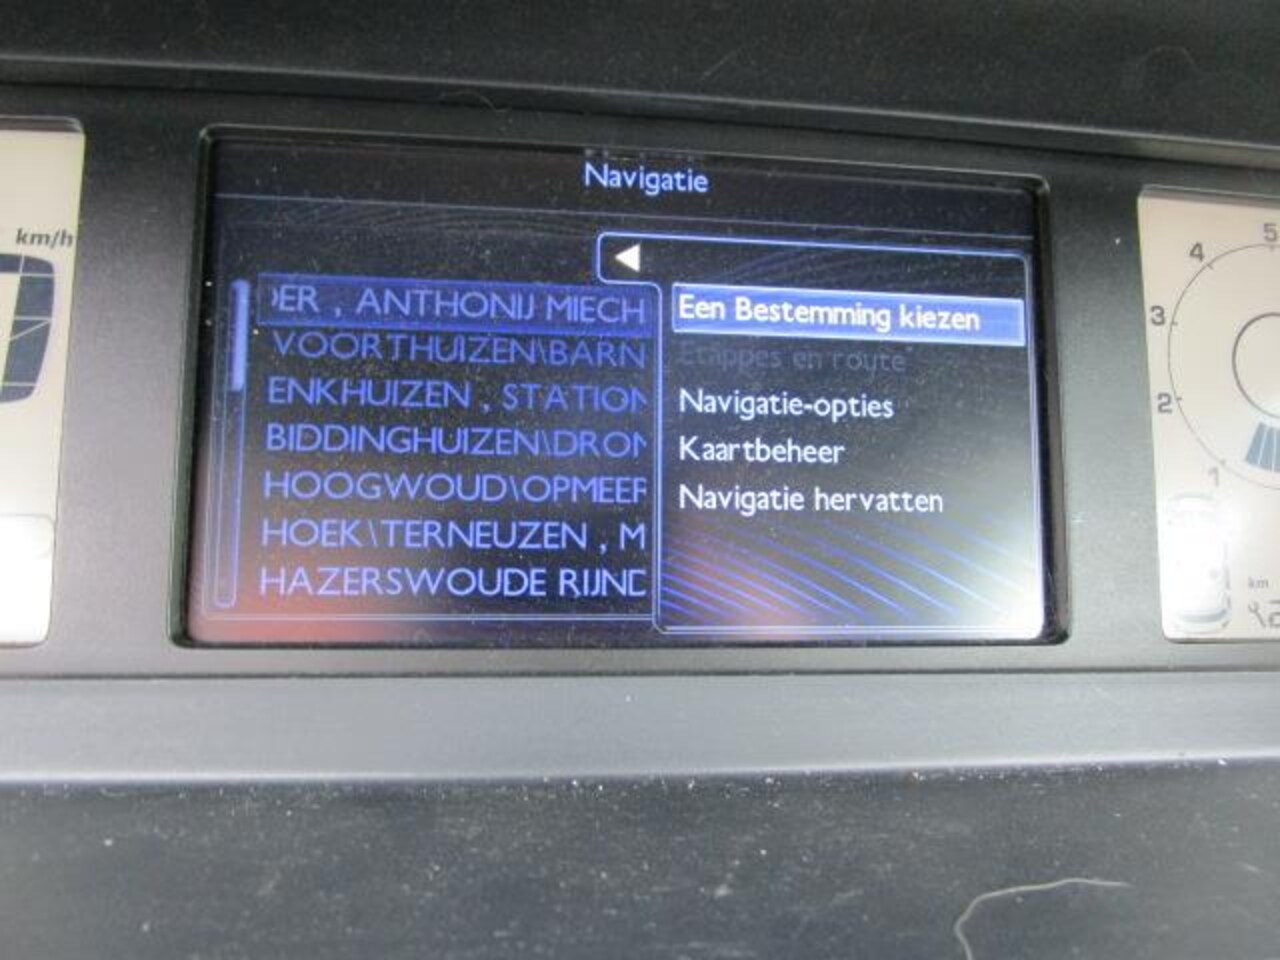 Navigatie
km/h
ER , ANTHONIJ MIECH
VOORTHUIZEN\BARN
ENKHUIZEN , STATION
BIDDINGHUIZEN\DRON
HOOGWOUD\OPMEER
HOEK\TERNEUZEN , M
HAZERSWOUDE RIJND
Een Bestemming kiezen
Etappes en route
Navigatie-opties
Kaartbeheer
Navigatie hervatten
5
4
3
2
1
km